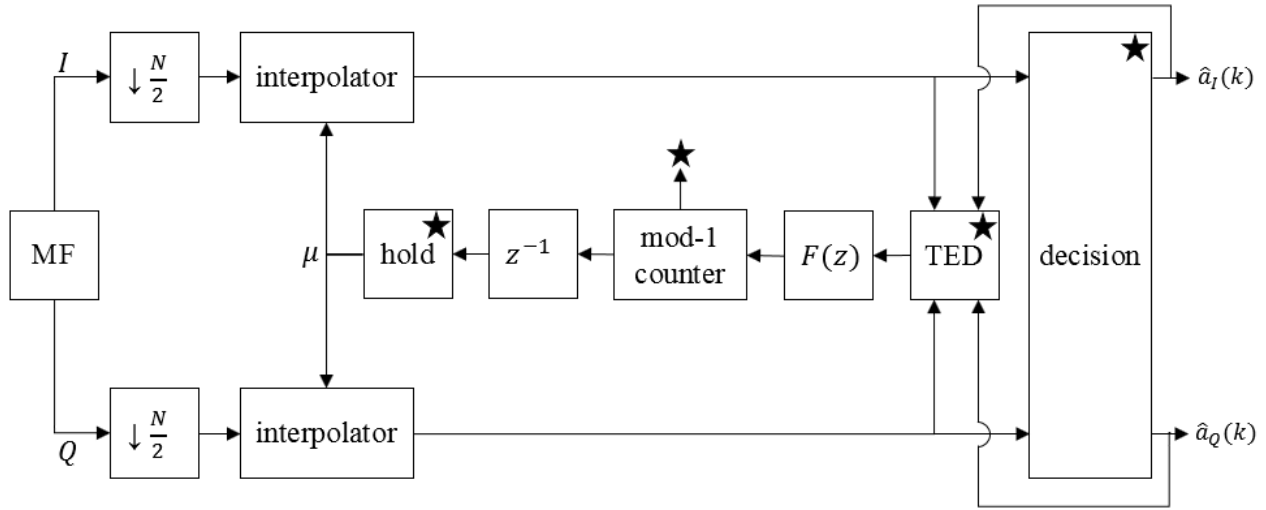 I
↓ N/2
interpolator
â_I(k)
MF
μ
hold
z⁻¹
mod-1
counter
F(z)
TED
decision
Q
↓ N/2
interpolator
â_Q(k)